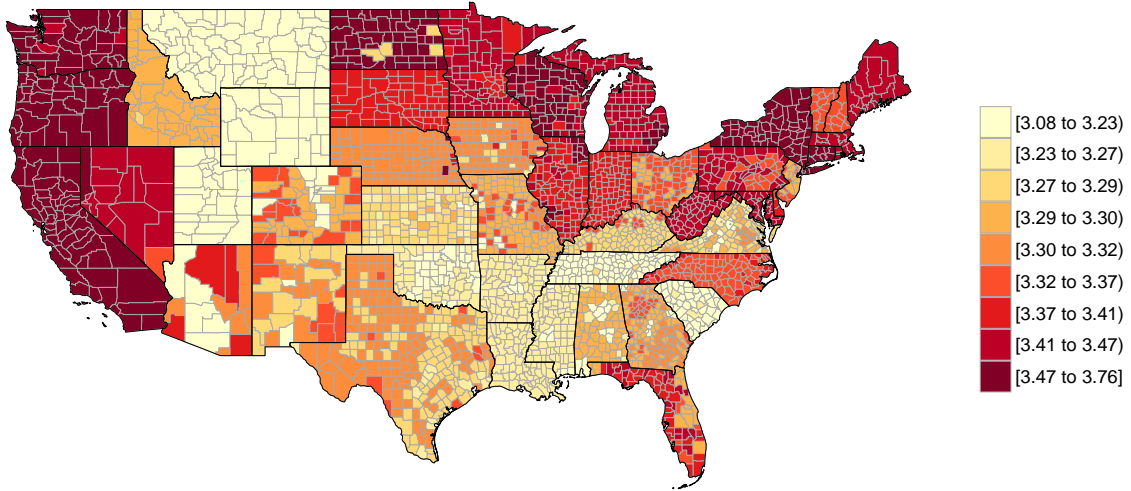 [3.08 to 3.23)
[3.23 to 3.27)
[3.27 to 3.29)
[3.29 to 3.30)
[3.30 to 3.32)
[3.32 to 3.37)
[3.37 to 3.41)
[3.41 to 3.47)
[3.47 to 3.76]